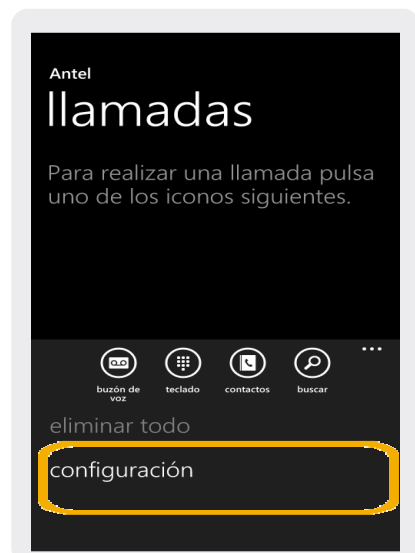 Antel
llamadas
Para realizar una llamada pulsa
uno de los iconos siguientes.
...
buzón de
voz
teclado
contactos
buscar
eliminar todo
configuración